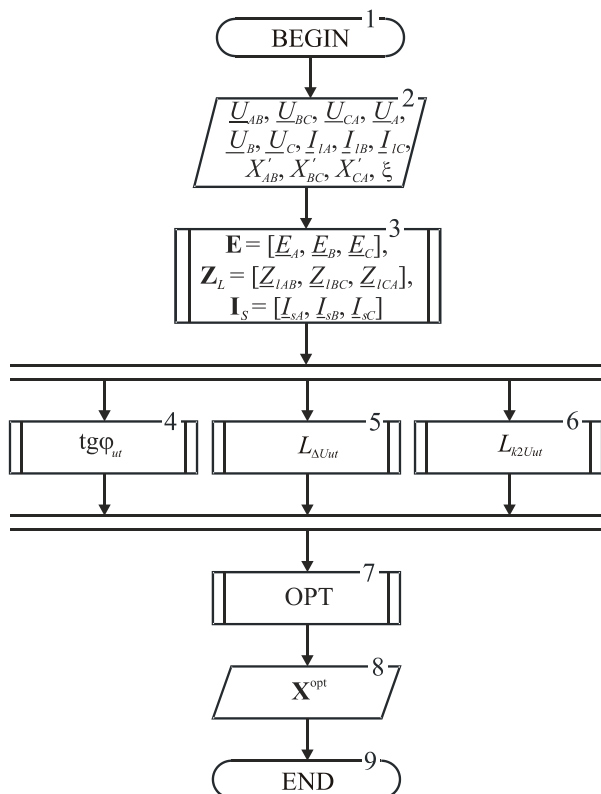 1
BEGIN
2
U_AB, U_BC, U_CA, U_A,
U_B, U_C, I_lA, I_lB, I_lC,
X'_AB, X'_BC, X'_CA, ξ
3
E = [E_A, E_B, E_C],
Z_L = [Z_lAB, Z_lBC, Z_lCA],
I_S = [I_sA, I_sB, I_sC]
4
tgφ_ut
5
L_ΔUut
6
L_k2Uut
7
OPT
8
X^opt
9
END